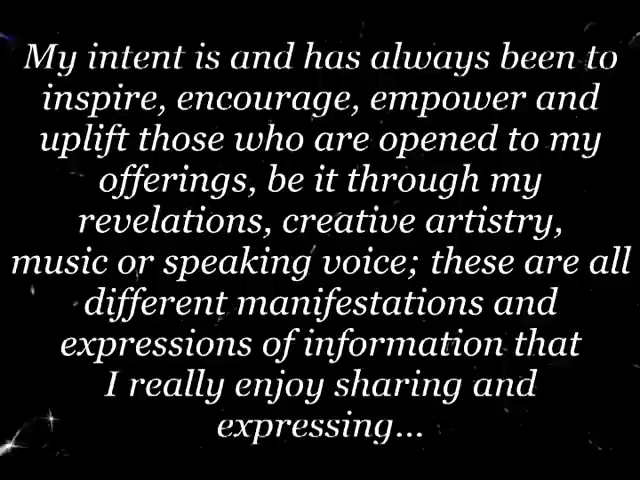 My intent is and has always been to
inspire, encourage, empower and
uplift those who are opened to my
offerings, be it through my
revelations, creative artistry,
music or speaking voice; these are all
different manifestations and
expressions of information that
I really enjoy sharing and
expressing...